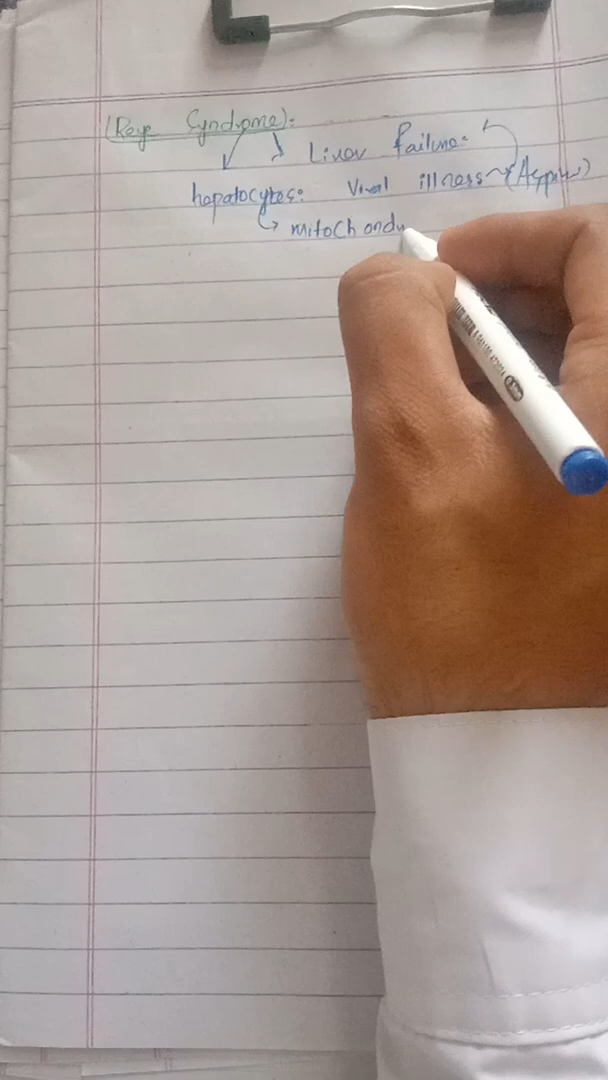 (Reye Syndrome):
Liver failure:
hepatocytes: Viral illness (Aspirin)
mitochondr